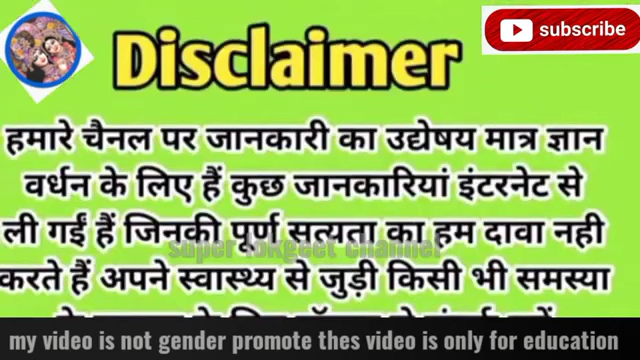 Disclaimer
subscribe
हमारे चैनल पर जानकारी का उद्येषय मात्र ज्ञान
वर्धन के लिए हैं कुछ जानकारियां इंटरनेट से
ली गईं हैं जिनकी पूर्ण सत्यता का हम दावा नही
super lokgeet channel
करते हैं अपने स्वास्थ्य से जुड़ी किसी भी समस्या
my video is not gender promote thes video is only for education